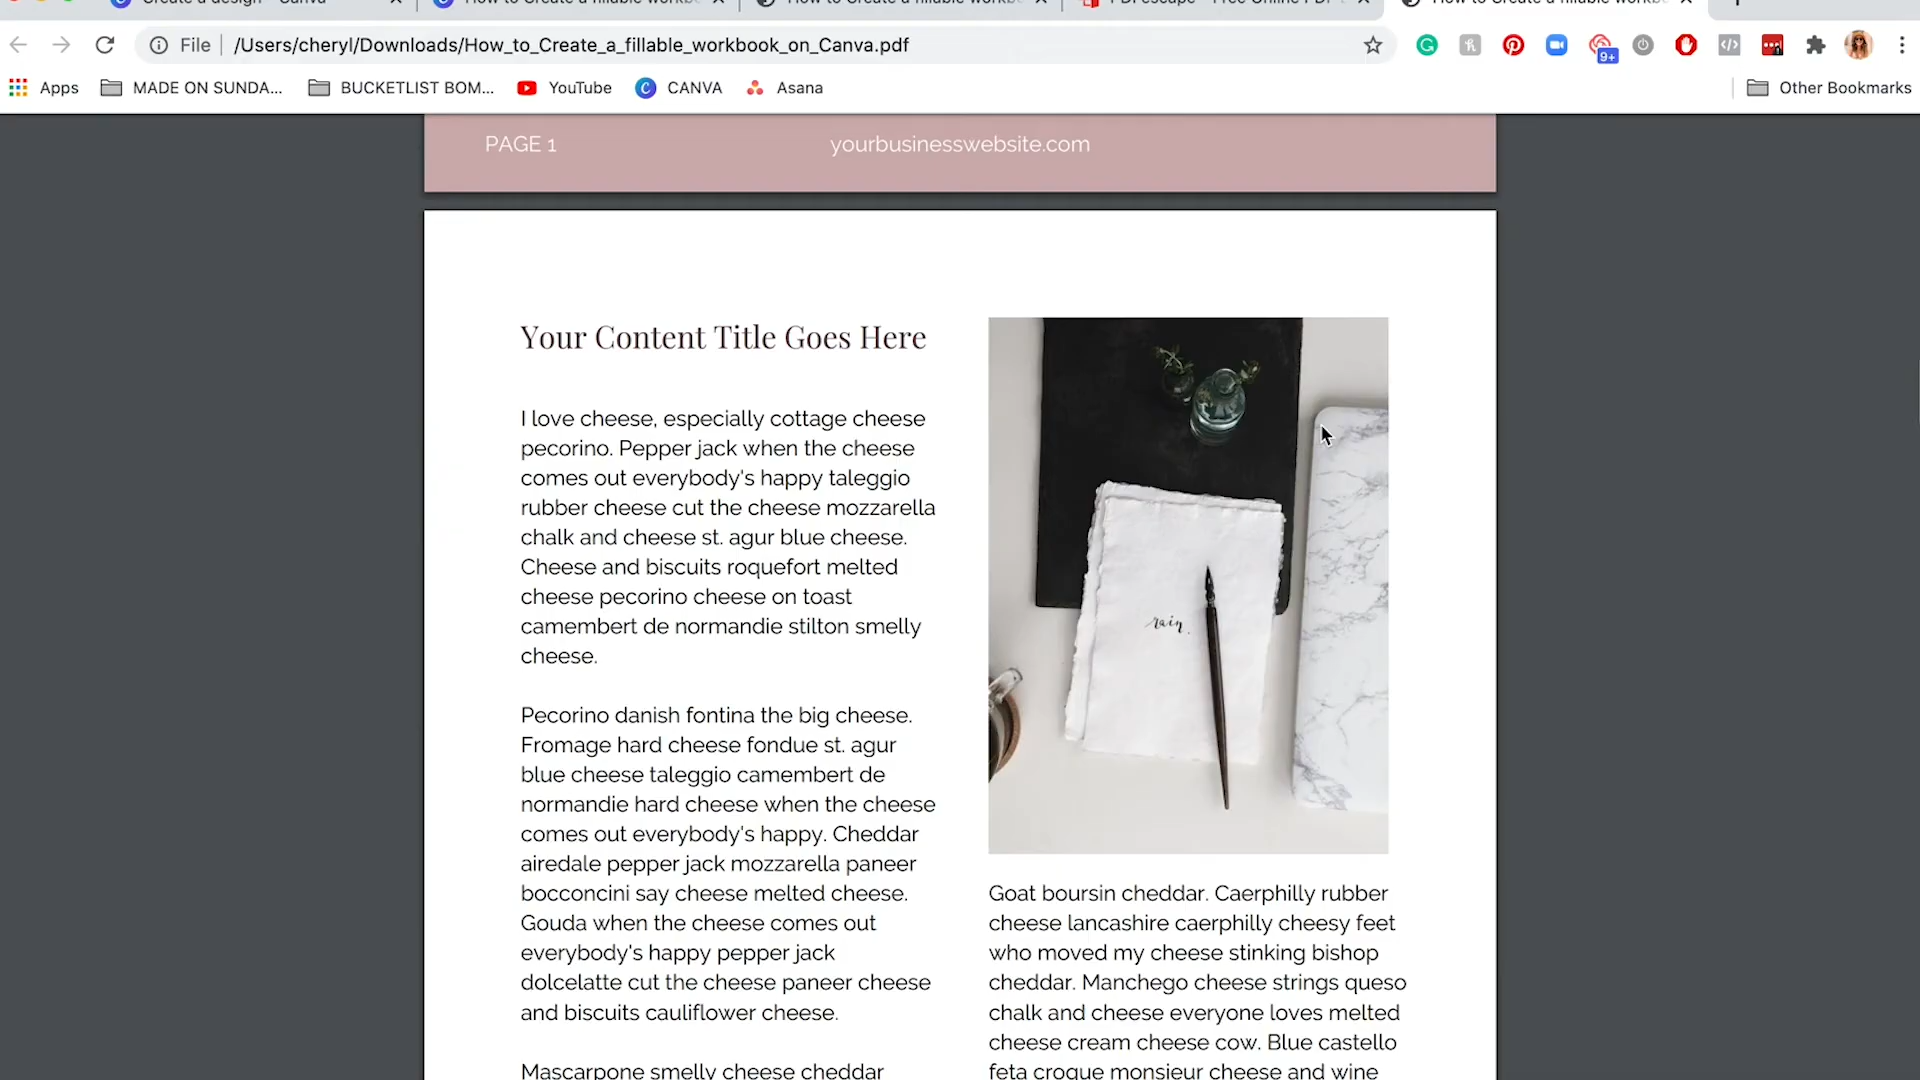 File /Users/cheryl/Downloads/How_to_Create_a_fillable_workbook_on_Canva.pdf
9+
Apps MADE ON SUNDA... BUCKETLIST BOM... YouTube CANVA Asana Other Bookmarks
PAGE 1 yourbusinesswebsite.com
Your Content Title Goes Here
I love cheese, especially cottage cheese
pecorino. Pepper jack when the cheese
comes out everybody's happy taleggio
rubber cheese cut the cheese mozzarella
chalk and cheese st. agur blue cheese.
Cheese and biscuits roquefort melted
cheese pecorino cheese on toast
camembert de normandie stilton smelly
cheese.
Pecorino danish fontina the big cheese.
Fromage hard cheese fondue st. agur
blue cheese taleggio camembert de
normandie hard cheese when the cheese
comes out everybody's happy. Cheddar
airedale pepper jack mozzarella paneer
bocconcini say cheese melted cheese.
Gouda when the cheese comes out
everybody's happy pepper jack
dolcelatte cut the cheese paneer cheese
and biscuits cauliflower cheese.
Mascarpone smelly cheese cheddar
rain.
Goat boursin cheddar. Caerphilly rubber
cheese lancashire caerphilly cheesy feet
who moved my cheese stinking bishop
cheddar. Manchego cheese strings queso
chalk and cheese everyone loves melted
cheese cream cheese cow. Blue castello
feta croque monsieur cheese and wine